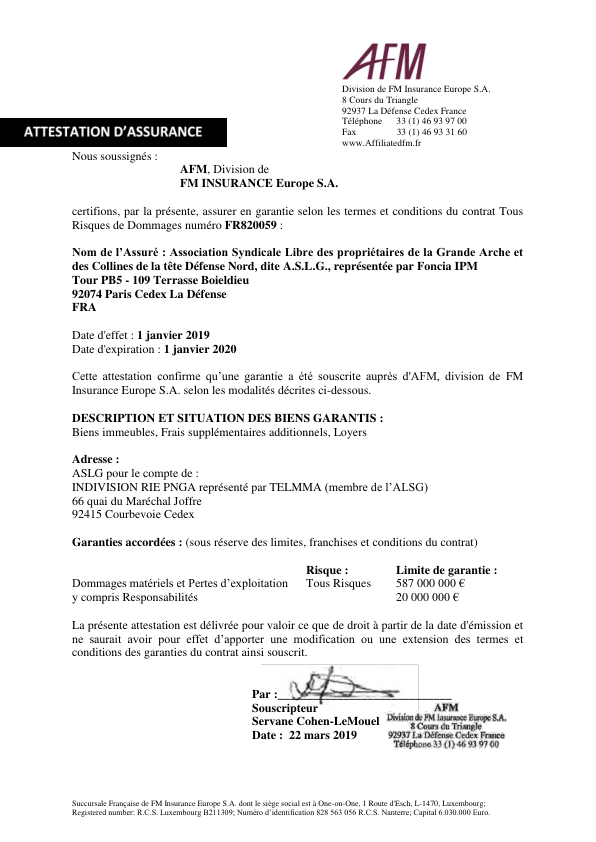 AFM
Division de FM Insurance Europe S.A.
8 Cours du Triangle
92937 La Défense Cedex France
Téléphone 33 (1) 46 93 97 00
Fax 33 (1) 46 93 31 60
www.Affiliatedfm.fr
ATTESTATION D'ASSURANCE
Nous soussignés :
AFM, Division de
FM INSURANCE Europe S.A.
certifions, par la présente, assurer en garantie selon les termes et conditions du contrat Tous
Risques de Dommages numéro FR820059 :
Nom de l'Assuré : Association Syndicale Libre des propriétaires de la Grande Arche et
des Collines de la tête Défense Nord, dite A.S.L.G., représentée par Foncia IPM
Tour PB5 - 109 Terrasse Boieldieu
92074 Paris Cedex La Défense
FRA
Date d'effet : 1 janvier 2019
Date d'expiration : 1 janvier 2020
Cette attestation confirme qu'une garantie a été souscrite auprès d'AFM, division de FM
Insurance Europe S.A. selon les modalités décrites ci-dessous.
DESCRIPTION ET SITUATION DES BIENS GARANTIS :
Biens immeubles, Frais supplémentaires additionnels, Loyers
Adresse :
ASLG pour le compte de :
INDIVISION RIE PNGA représenté par TELMMA (membre de l'ALSG)
66 quai du Maréchal Joffre
92415 Courbevoie Cedex
Garanties accordées : (sous réserve des limites, franchises et conditions du contrat)
Risque : Limite de garantie :
Dommages matériels et Pertes d'exploitation Tous Risques 587 000 000 €
y compris Responsabilités 20 000 000 €
La présente attestation est délivrée pour valoir ce que de droit à partir de la date d'émission et
ne saurait avoir pour effet d'apporter une modification ou une extension des termes et
conditions des garanties du contrat ainsi souscrit.
Par :
Souscripteur
Servane Cohen-LeMouel
Date : 22 mars 2019
AFM
Division de FM Insurance Europe S.A.
8 Cours du Triangle
92937 La Défense Cedex France
Téléphone 33 (1) 46 93 97 00
Succursale Française de FM Insurance Europe S.A. dont le siège social est à One-on-One, 1 Route d'Esch, L-1470, Luxembourg;
Registered number: R.C.S. Luxembourg B211309; Numéro d'identification 828 563 056 R.C.S. Nanterre; Capital 6.030.000 Euro.